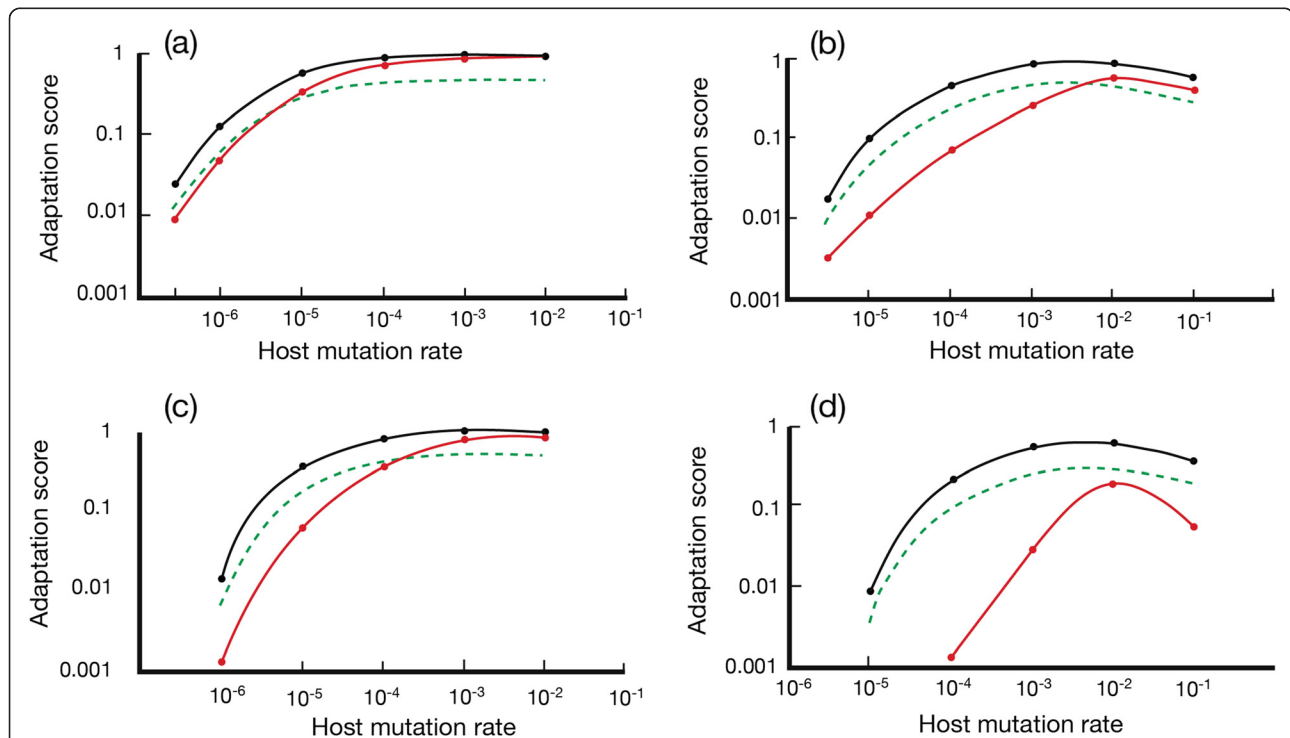 (a)
1
0.1
0.01
0.001
Adaptation score
10-6 10-5 10-4 10-3 10-2 10-1
Host mutation rate
(b)
1
0.1
0.01
0.001
Adaptation score
10-5 10-4 10-3 10-2 10-1
Host mutation rate
(c)
1
0.1
0.01
0.001
Adaptation score
10-6 10-5 10-4 10-3 10-2 10-1
Host mutation rate
(d)
1
0.1
0.01
0.001
Adaptation score
10-6 10-5 10-4 10-3 10-2 10-1
Host mutation rate